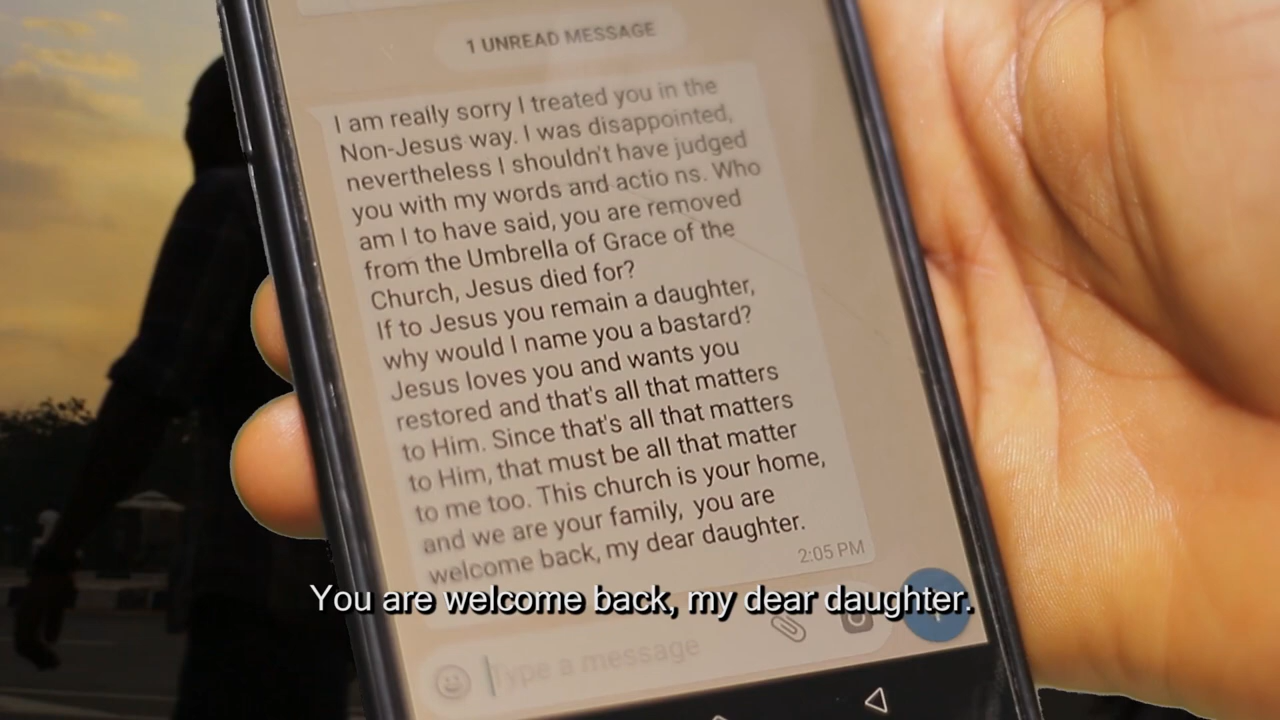 1 UNREAD MESSAGE
I am really sorry I treated you in the
Non-Jesus way. I was disappointed,
nevertheless I shouldn't have judged
you with my words and actio ns. Who
am I to have said, you are removed
from the Umbrella of Grace of the
Church, Jesus died for?
If to Jesus you remain a daughter,
why would I name you a bastard?
Jesus loves you and wants you
restored and that's all that matters
to Him. Since that's all that matters
to Him, that must be all that matter
to me too. This church is your home,
and we are your family, you are
welcome back, my dear daughter.
2:05 PM
You are welcome back, my dear daughter.
Type a message